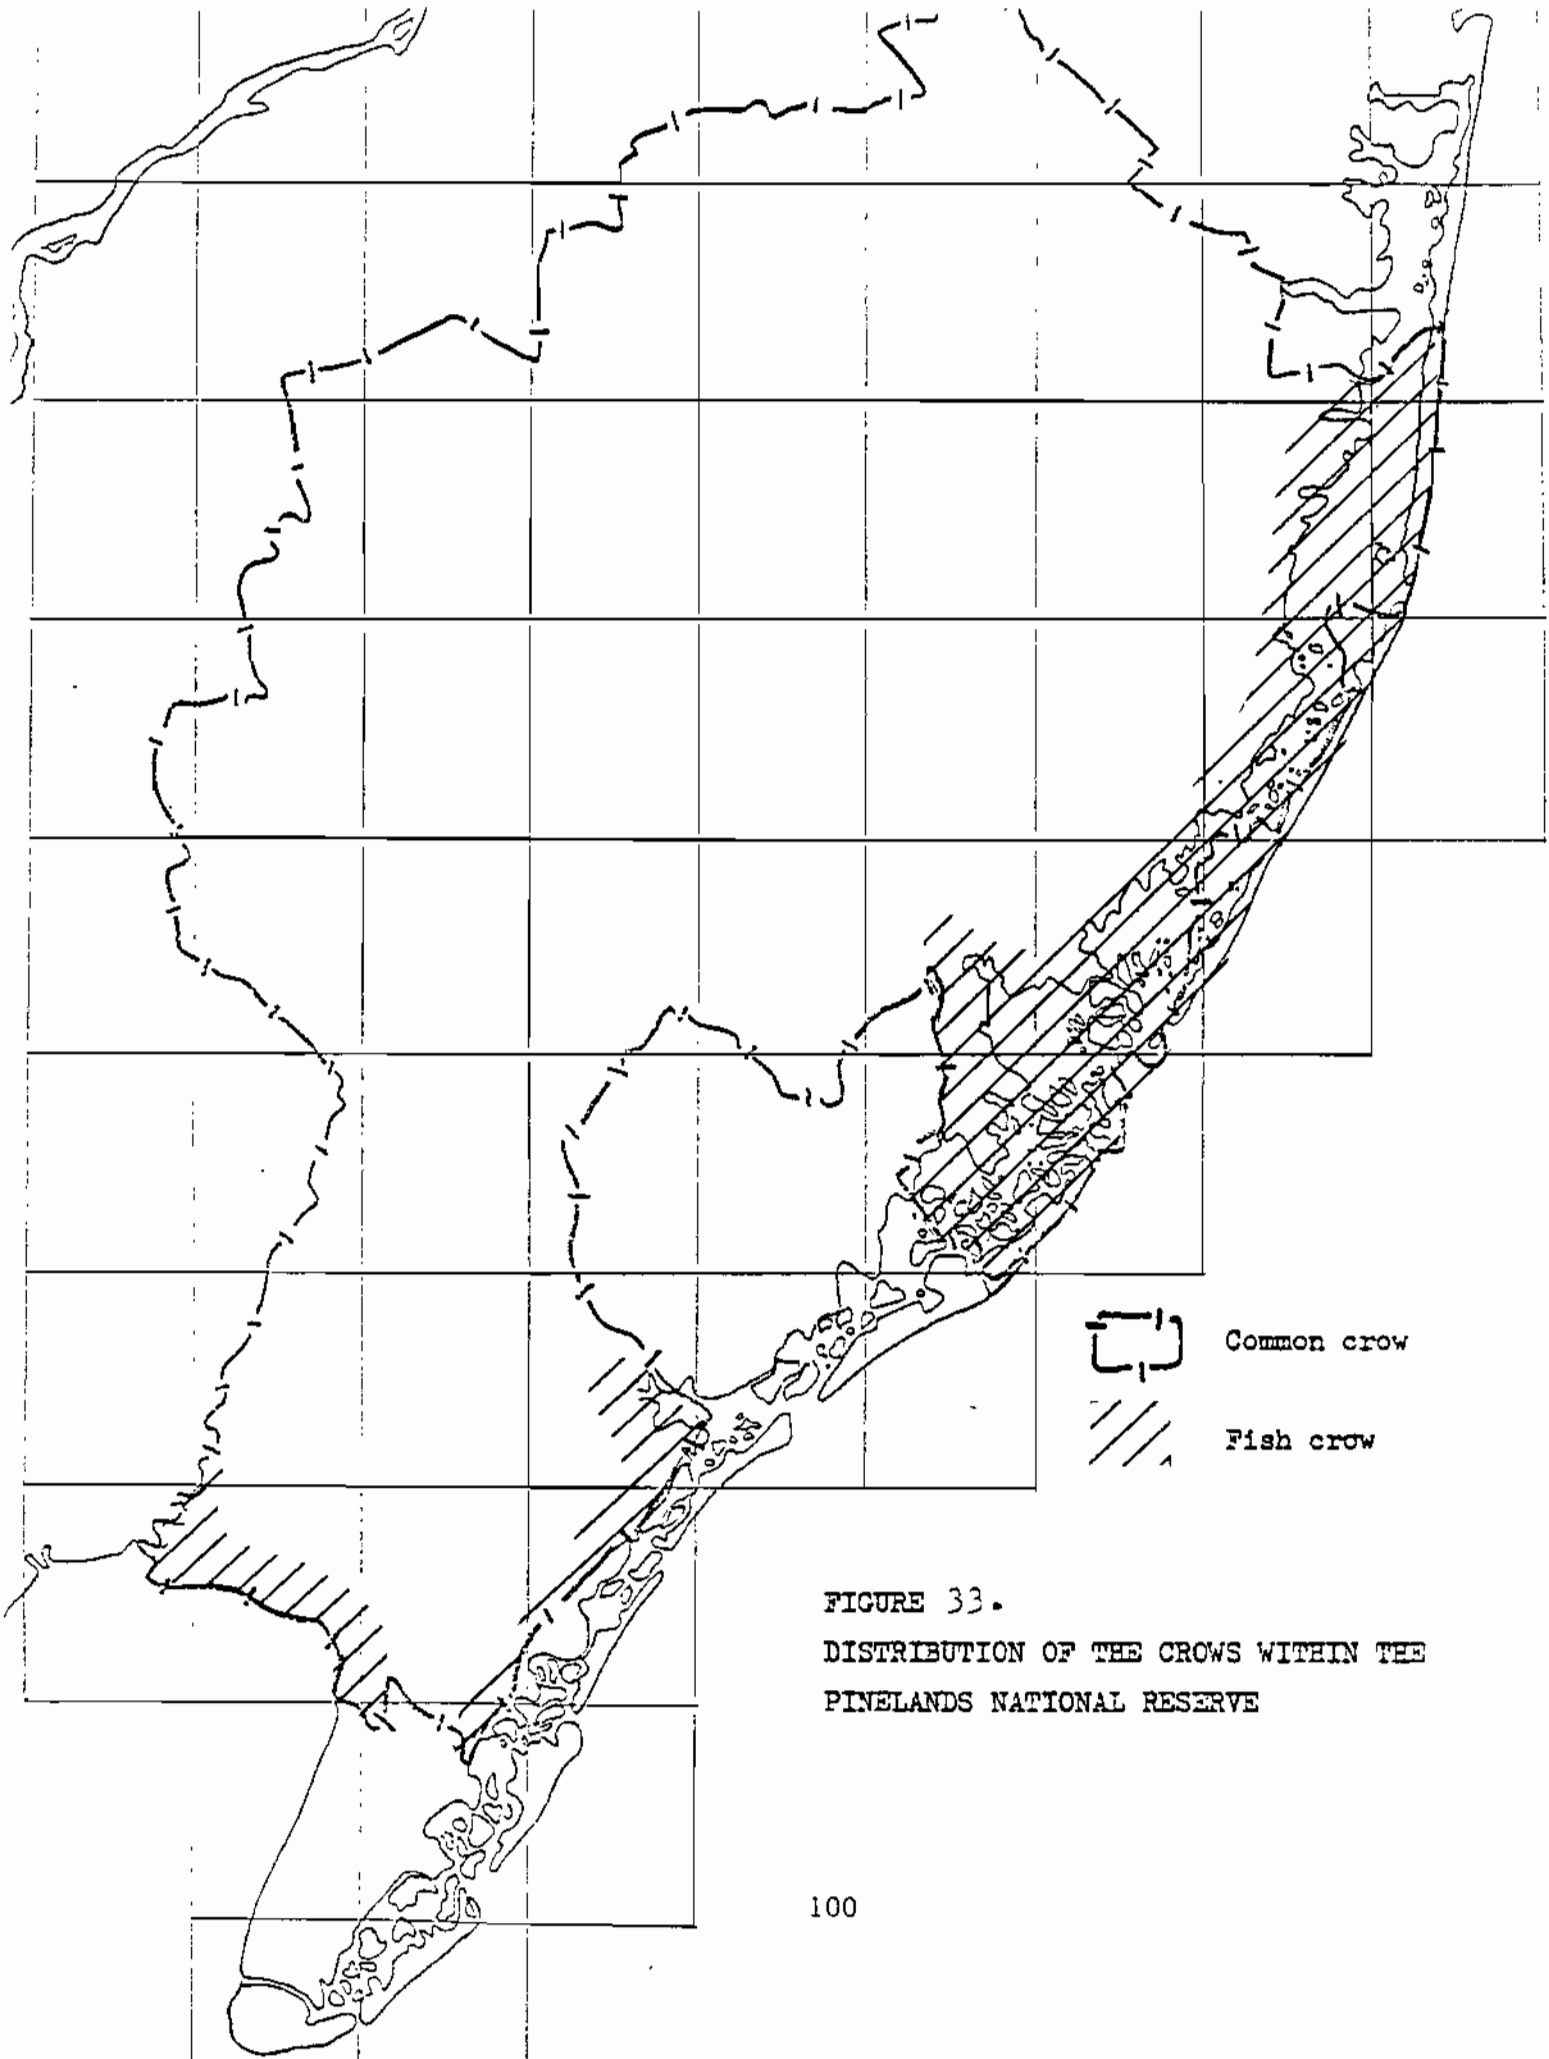 Common crow
Fish crow
FIGURE 33.
DISTRIBUTION OF THE CROWS WITHIN THE
PINELANDS NATIONAL RESERVE
100